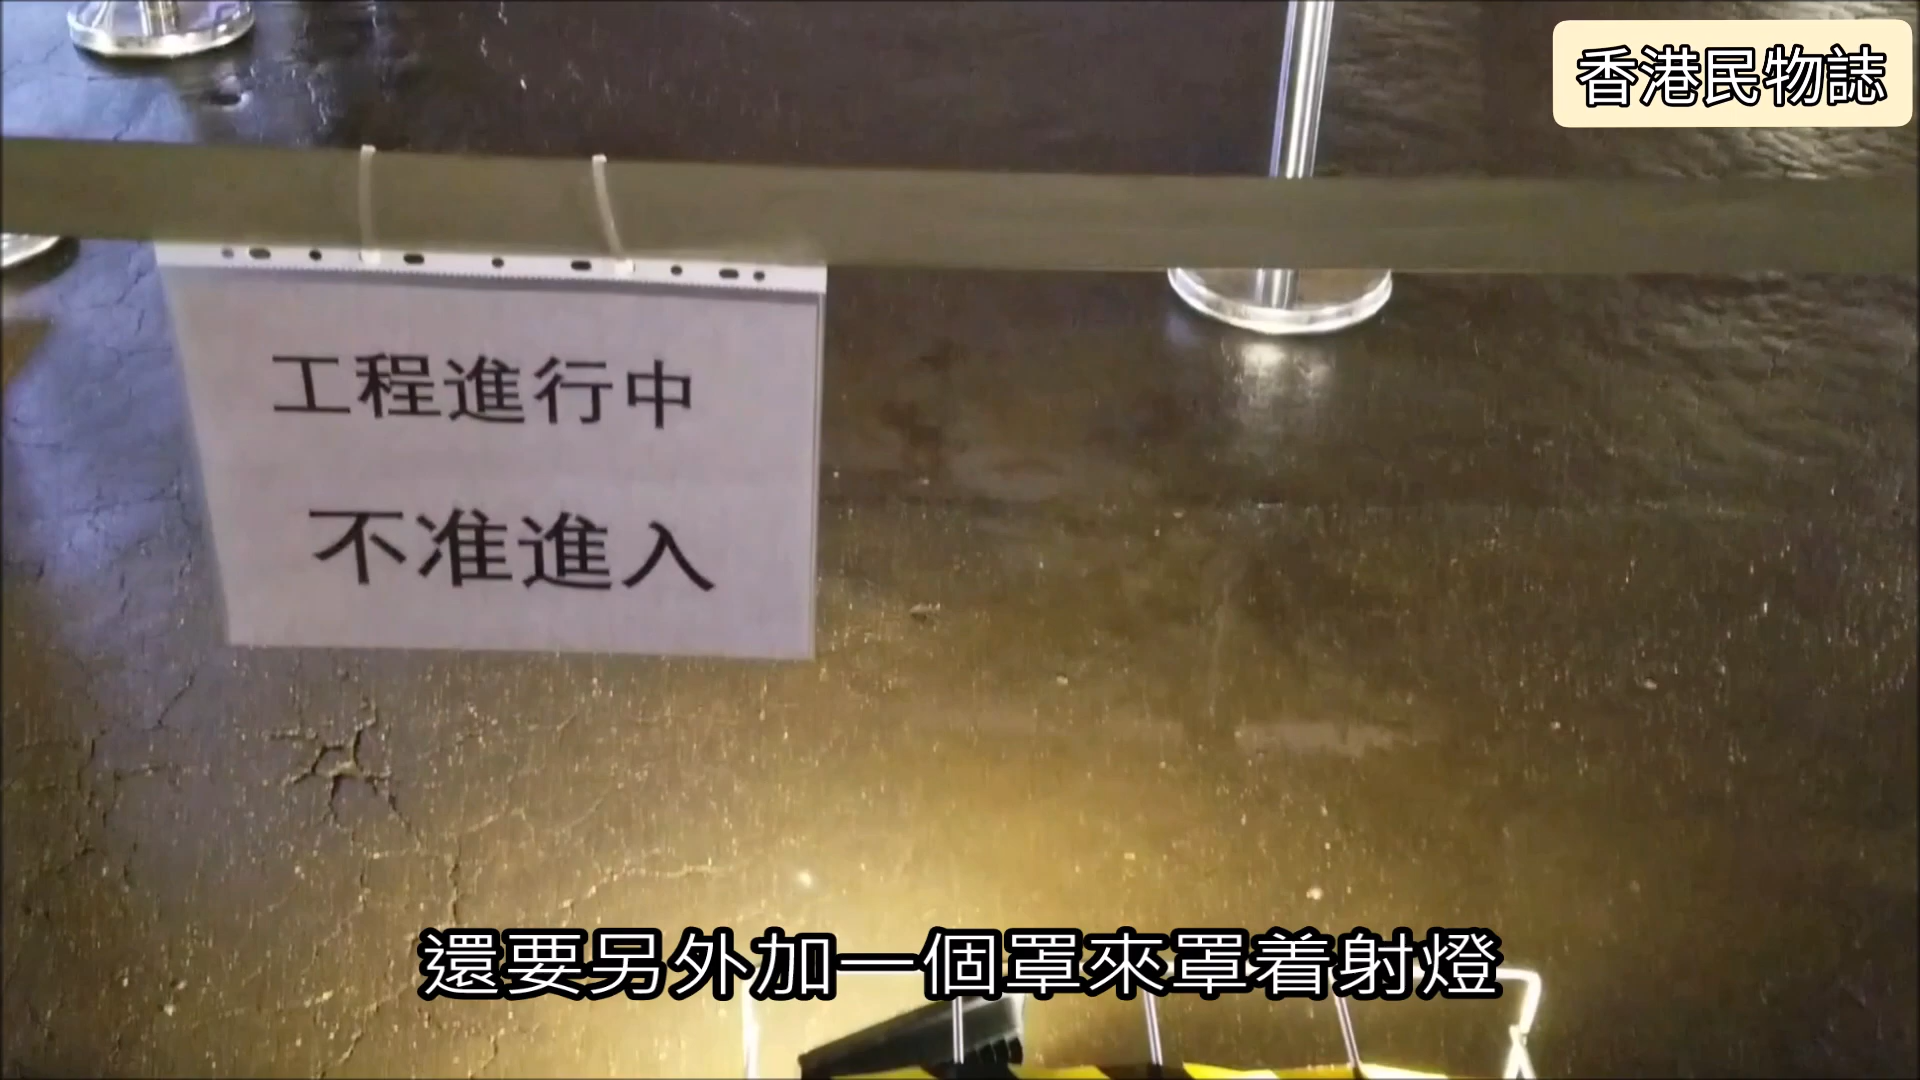 香港民物誌
工程進行中
不准進入
還要另外加一個罩來罩着射燈